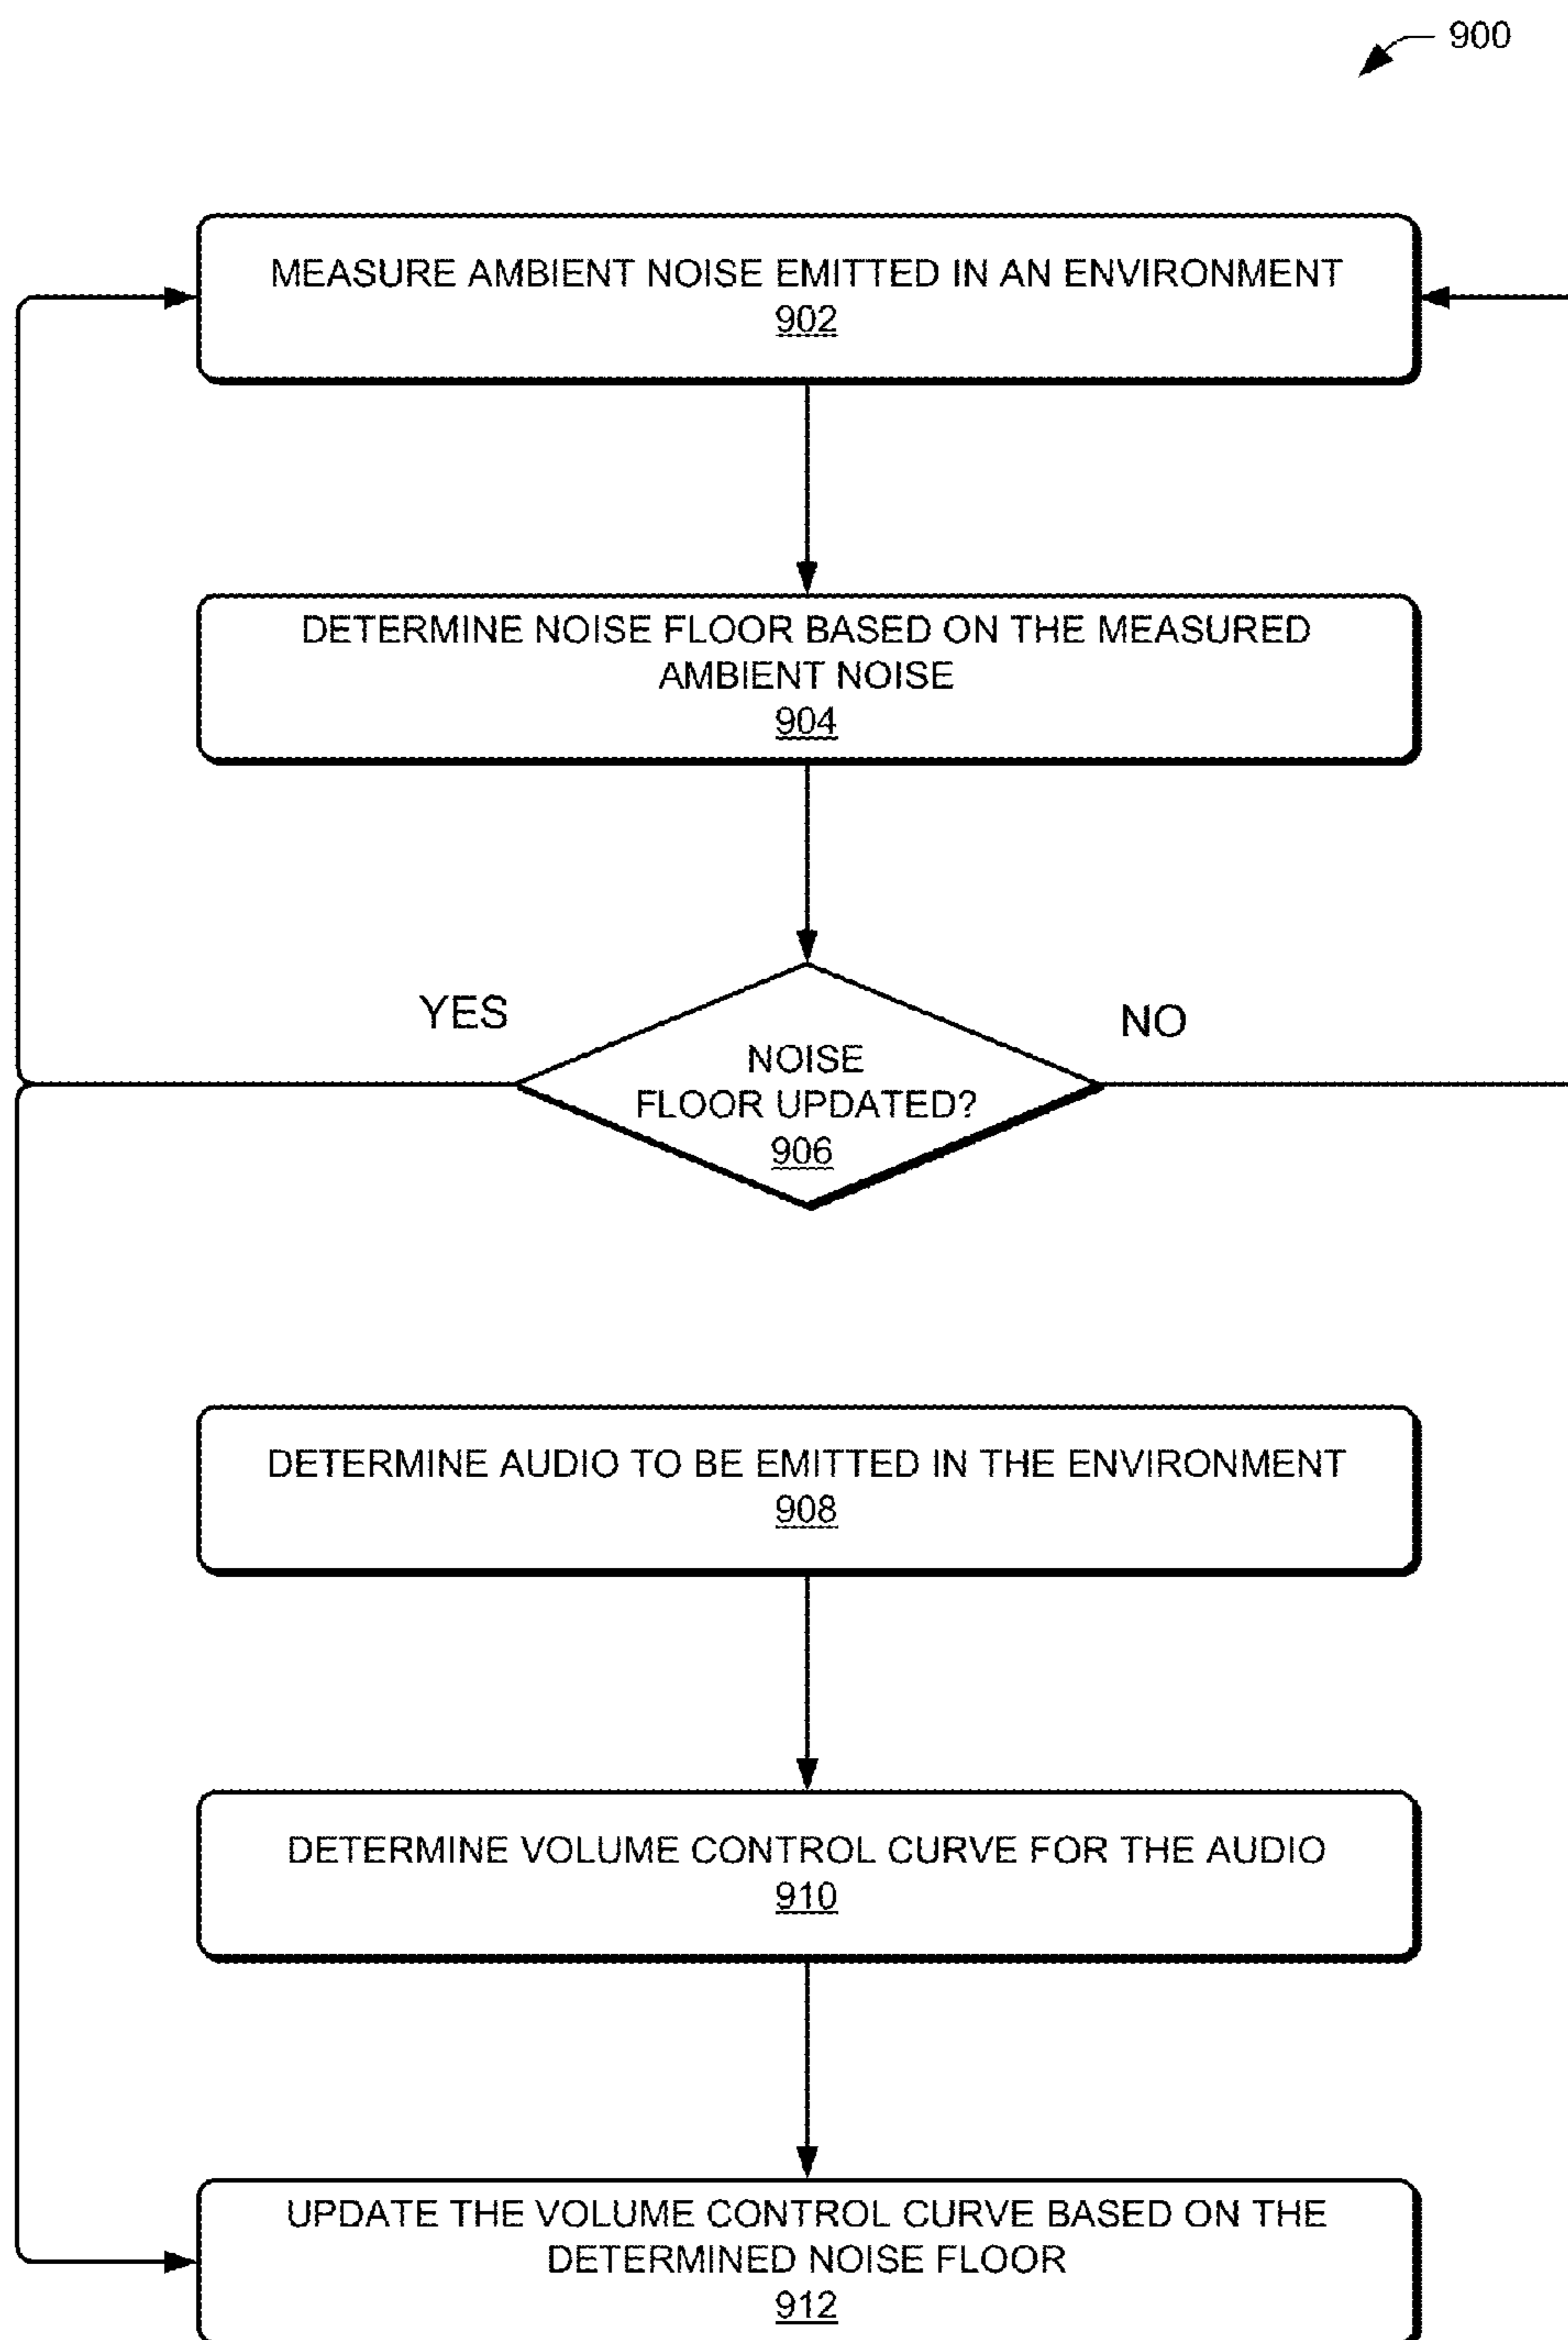 900
MEASURE AMBIENT NOISE EMITTED IN AN ENVIRONMENT
902
DETERMINE NOISE FLOOR BASED ON THE MEASURED
AMBIENT NOISE
904
YES
NO
NOISE
FLOOR UPDATED?
906
DETERMINE AUDIO TO BE EMITTED IN THE ENVIRONMENT
908
DETERMINE VOLUME CONTROL CURVE FOR THE AUDIO
910
UPDATE THE VOLUME CONTROL CURVE BASED ON THE
DETERMINED NOISE FLOOR
912